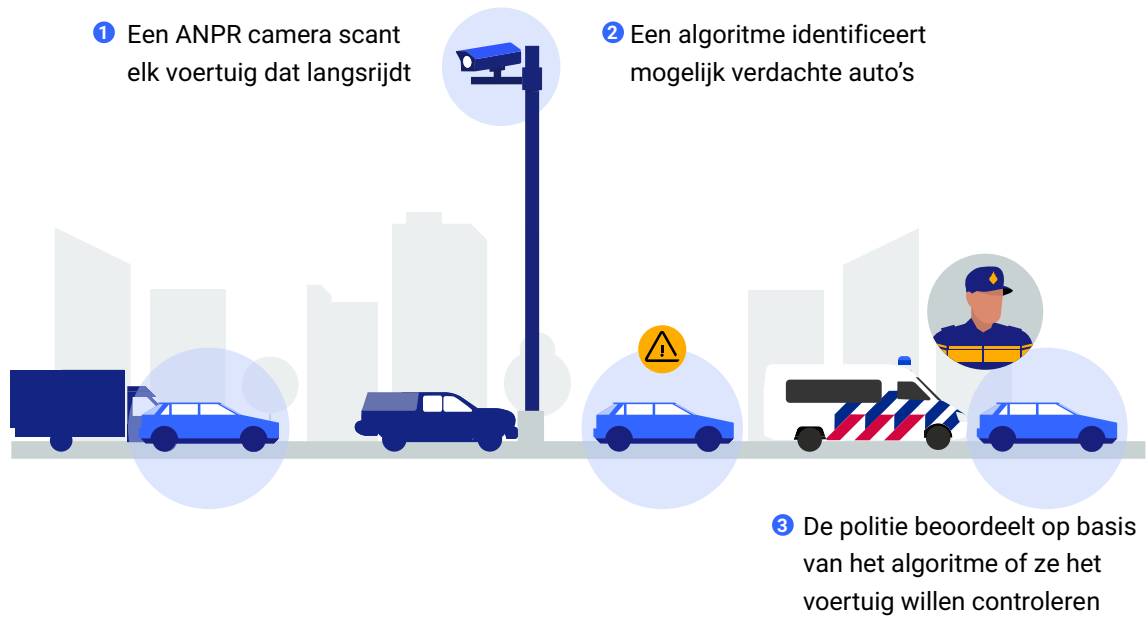 1 Een ANPR camera scant
elk voertuig dat langsrijdt
2 Een algoritme identificeert
mogelijk verdachte auto’s
3 De politie beoordeelt op basis
van het algoritme of ze het
voertuig willen controleren